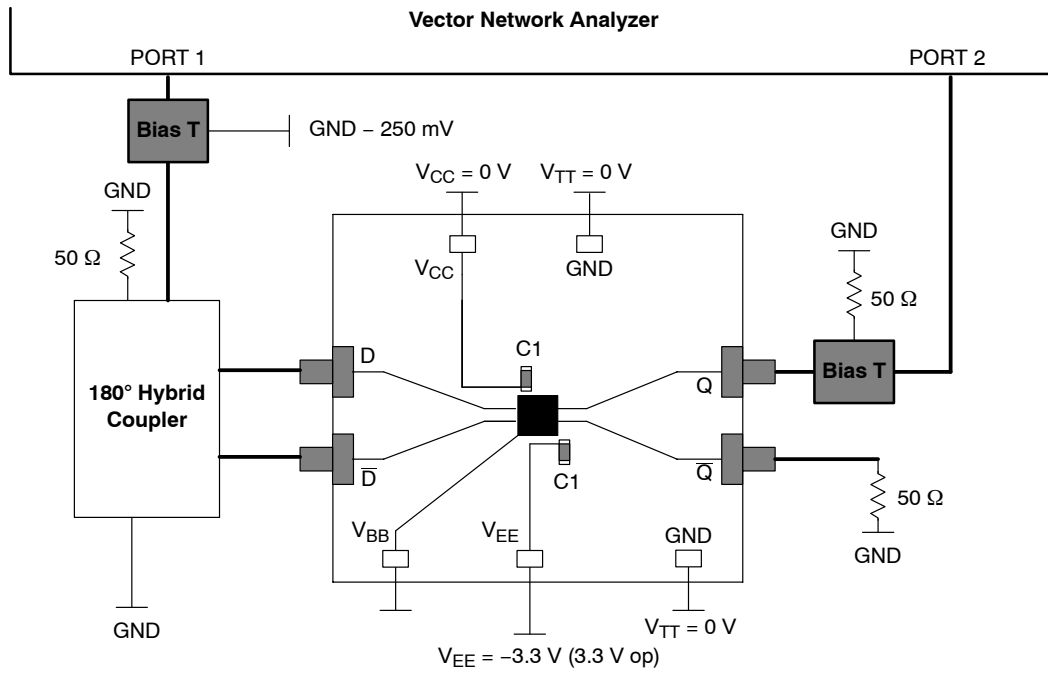 Vector Network Analyzer
PORT 1
PORT 2
Bias T
GND − 250 mV
V_CC = 0 V
V_TT = 0 V
GND
50 Ω
V_CC
GND
GND
50 Ω
180° Hybrid
Coupler
D
C1
Q
Bias T
D̅
C1
Q̅
50 Ω
V_BB
V_EE
GND
GND
GND
V_TT = 0 V
V_EE = −3.3 V (3.3 V op)